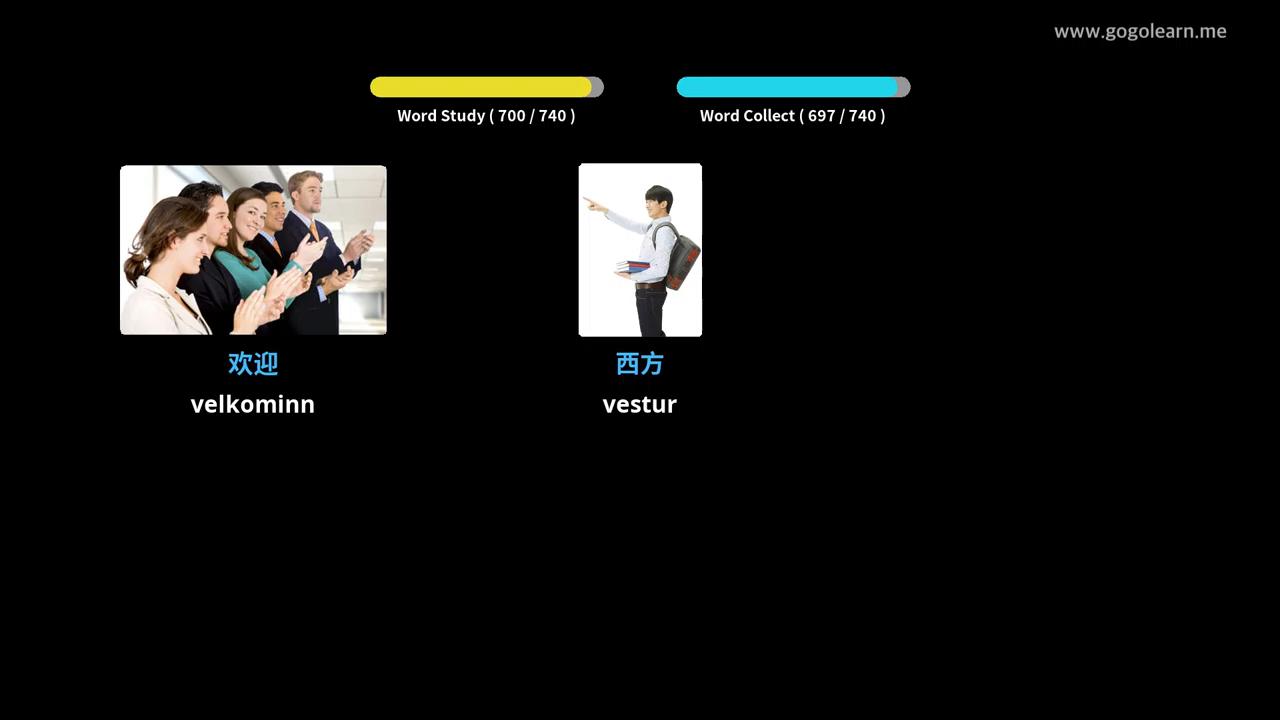 www.gogolearn.me
Word Study ( 700 / 740 )
Word Collect ( 697 / 740 )
欢迎
velkominn
西方
vestur